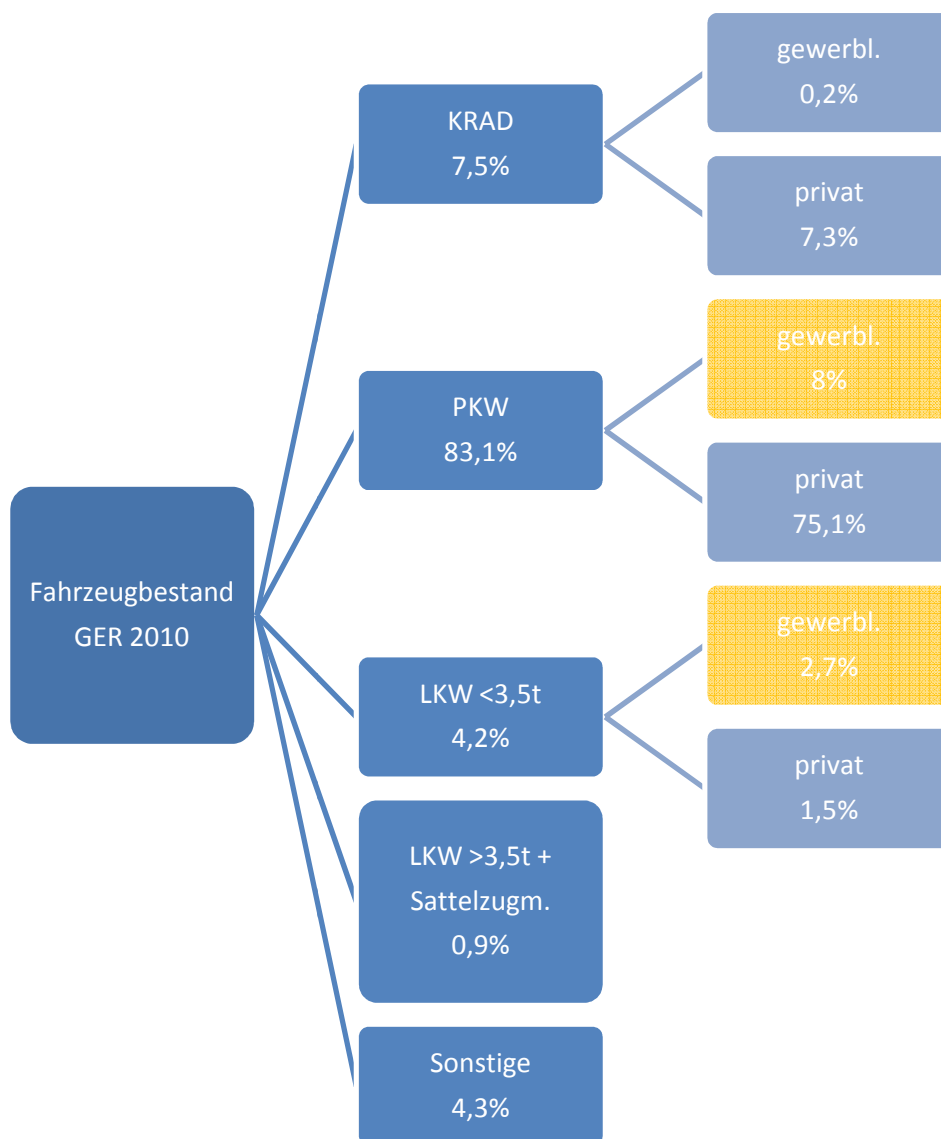 Fahrzeugbestand
GER 2010
KRAD
7,5%
gewerbl.
0,2%
privat
7,3%
PKW
83,1%
gewerbl.
8%
privat
75,1%
LKW <3,5t
4,2%
gewerbl.
2,7%
privat
1,5%
LKW >3,5t +
Sattelzugm.
0,9%
Sonstige
4,3%